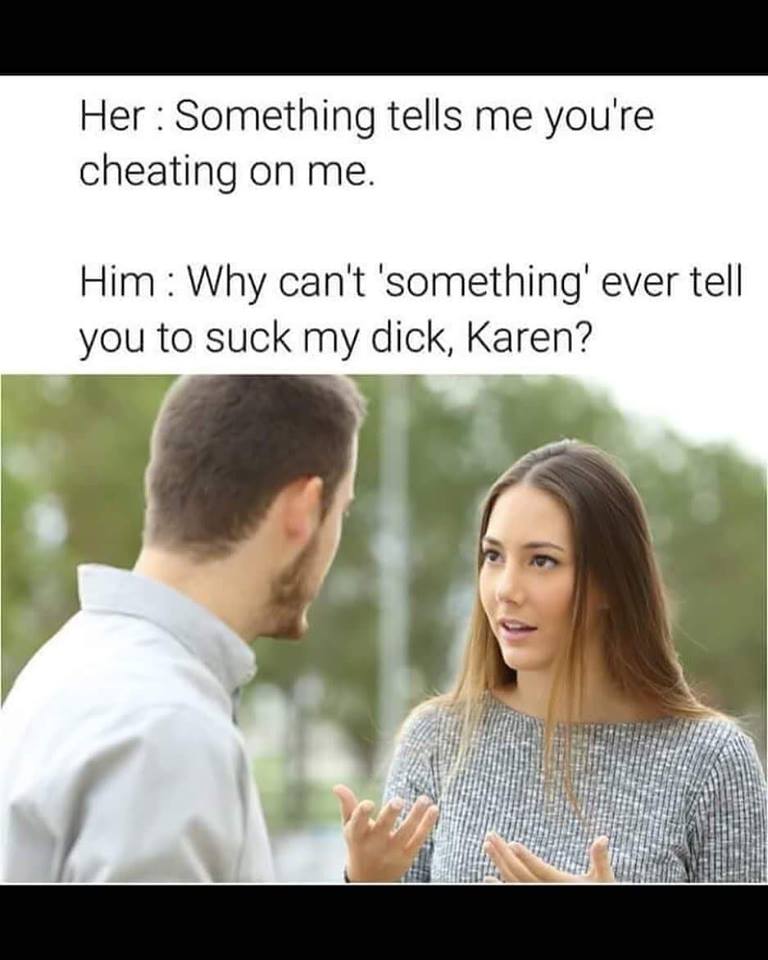 Her : Something tells me you're
cheating on me.
Him : Why can't 'something' ever tell
you to suck my dick, Karen?